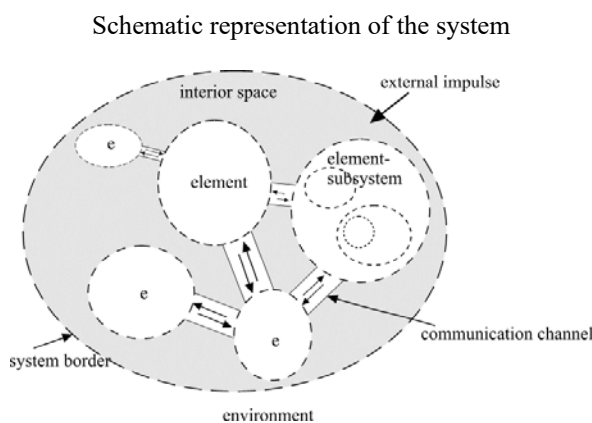 Schematic representation of the system
external impulse
interior space
e
element
element-
subsystem
e
e
communication channel
system border
environment